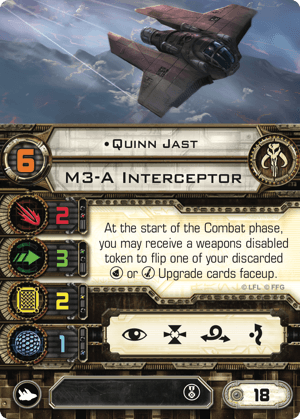 •Quinn Jast
6
M3-A Interceptor
2
At the start of the Combat phase,
you may receive a weapons disabled
token to flip one of your discarded
or Upgrade cards faceup.
©LFL ©FFG
3
2
1
18